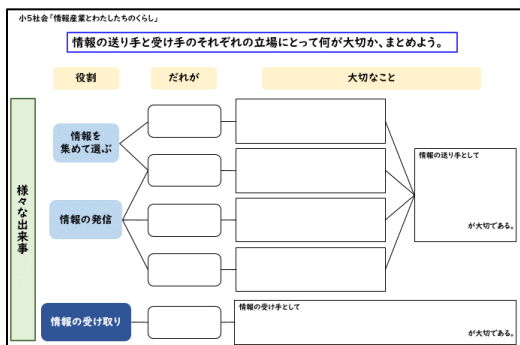 小5社会「情報産業とわたしたちのくらし」
情報の送り手と受け手のそれぞれの立場にとって何が大切か、まとめよう。
役割
だれが
大切なこと
様々な出来事
情報を
集めて選ぶ
情報の発信
情報の送り手として
が大切である。
情報の受け取り
情報の受け手として
が大切である。